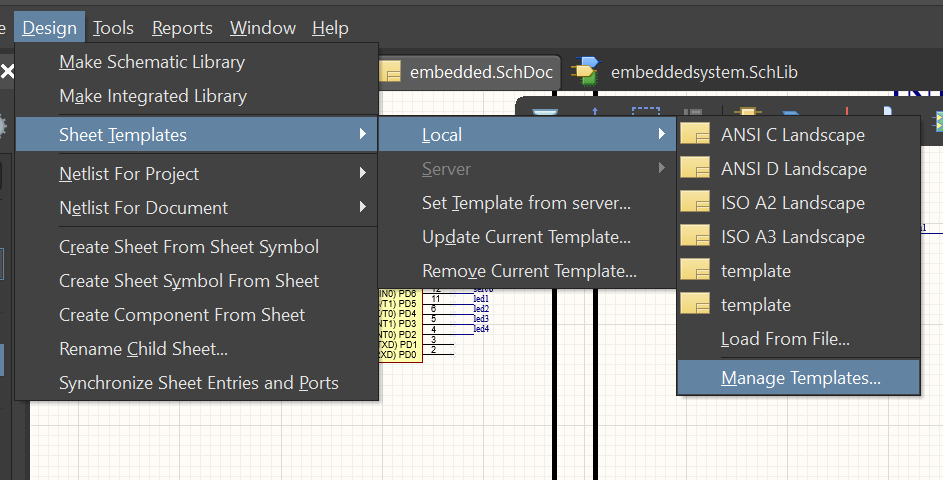 e Design Tools Reports Window Help
embedded.SchDoc embeddedsystem.SchLib
Make Schematic Library
Make Integrated Library
Sheet Templates
Netlist For Project
Netlist For Document
Create Sheet From Sheet Symbol
Create Sheet Symbol From Sheet
Create Component From Sheet
Rename Child Sheet...
Synchronize Sheet Entries and Ports
Local
Server
Set Template from server...
Update Current Template...
Remove Current Template...
ANSI C Landscape
ANSI D Landscape
ISO A2 Landscape
ISO A3 Landscape
template
template
Load From File...
Manage Templates...
IN0) PD6 12
/T1) PD5 11 led1
/T0) PD4 6 led2
NT1) PD3 5 led3
NT0) PD2 4 led4
TXD) PD1 3
RXD) PD0 2